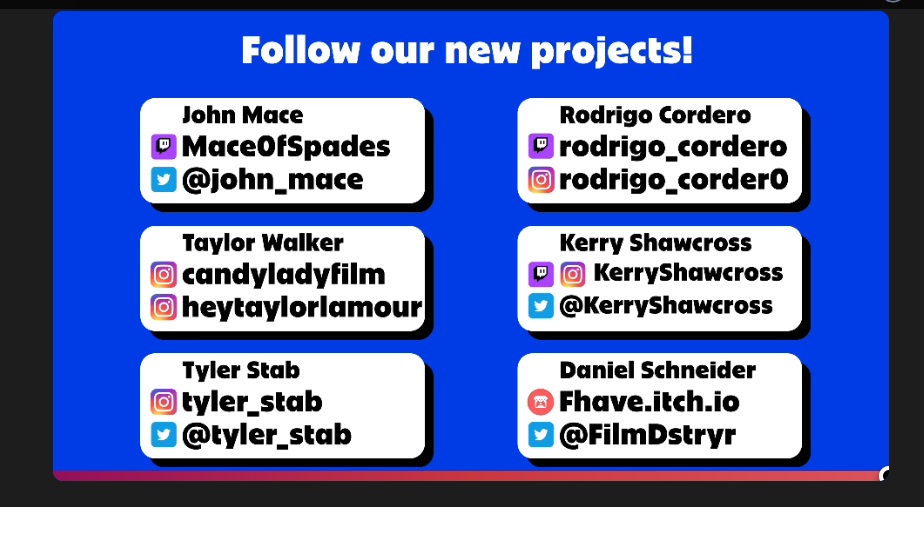 Follow our new projects!
John Mace
MaceOfSpades
@john_mace
Rodrigo Cordero
rodrigo_cordero
rodrigo_corder0
Taylor Walker
candyladyfilm
heytaylorlamour
Kerry Shawcross
KerryShawcross
@KerryShawcross
Tyler Stab
tyler_stab
@tyler_stab
Daniel Schneider
Fhave.itch.io
@FilmDstryr